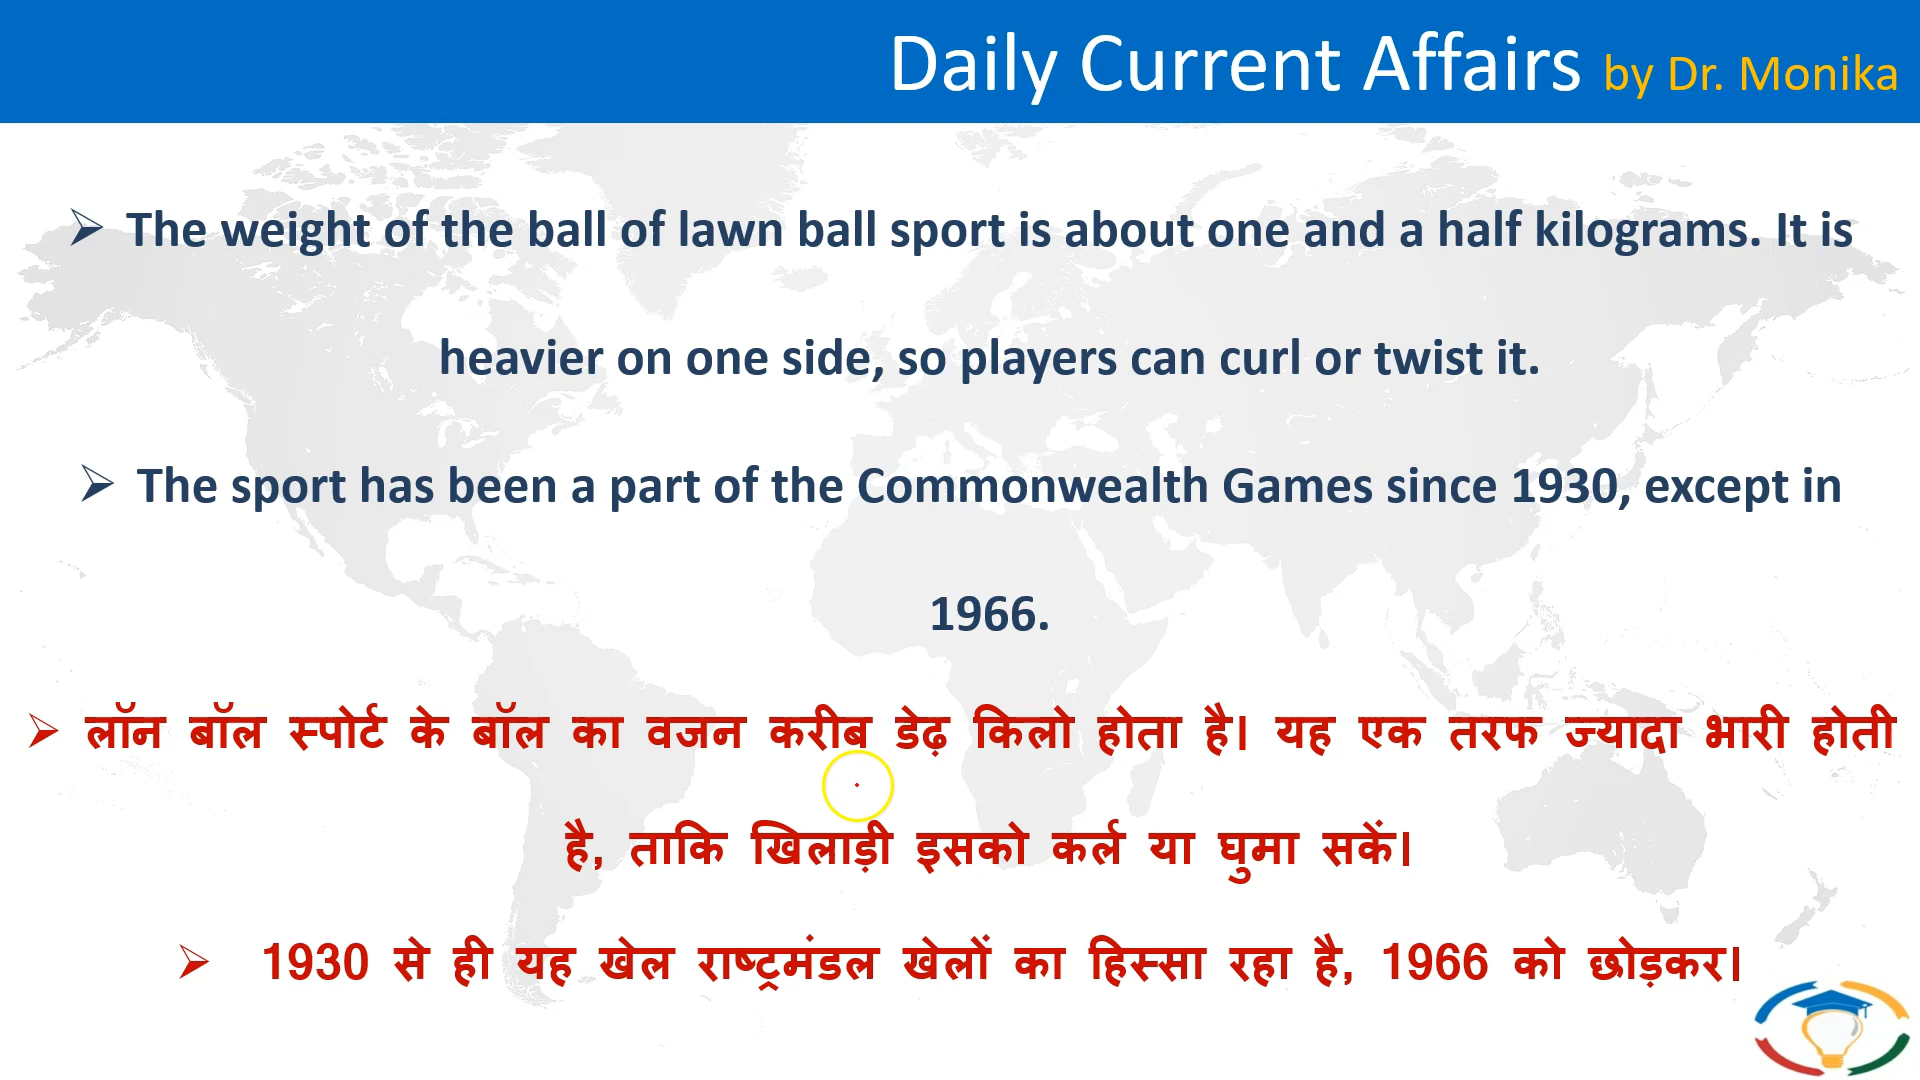 Daily Current Affairs by Dr. Monika
➢ The weight of the ball of lawn ball sport is about one and a half kilograms. It is
heavier on one side, so players can curl or twist it.
➢ The sport has been a part of the Commonwealth Games since 1930, except in
1966.
➢ लॉन बॉल स्पोर्ट के बॉल का वजन करीब डेढ़ किलो होता है। यह एक तरफ ज्यादा भारी होती
है, ताकि खिलाड़ी इसको कर्ल या घुमा सकें।
➢ 1930 से ही यह खेल राष्ट्रमंडल खेलों का हिस्सा रहा है, 1966 को छोड़कर।